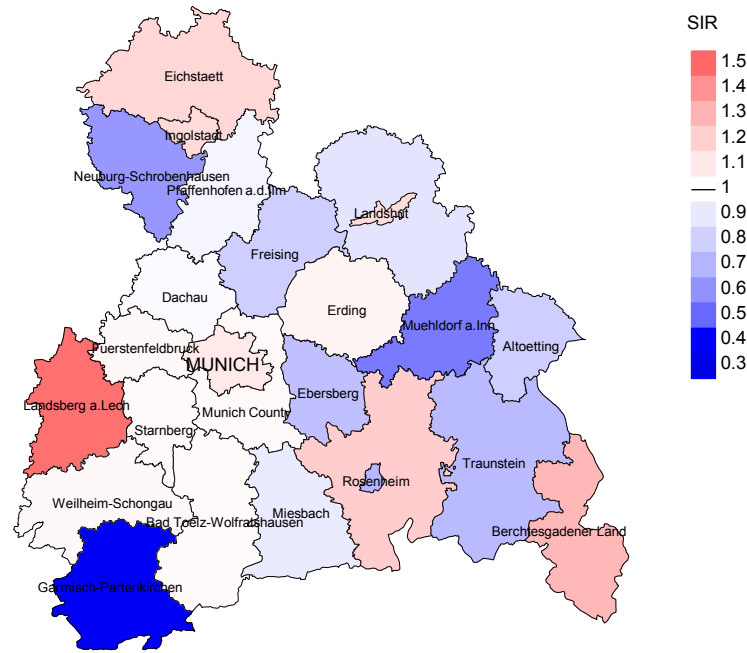 SIR
1.5
1.4
1.3
1.2
1.1
1
0.9
0.8
0.7
0.6
0.5
0.4
0.3
Eichstaett
Ingolstadt
Neuburg-Schrobenhausen
Pfaffenhofen a.d.Ilm
Landshut
Freising
Dachau
Erding
Muehldorf a.Inn
Altoetting
Fuerstenfeldbruck
MUNICH
Ebersberg
Landsberg a.Lech
Munich County
Starnberg
Traunstein
Rosenheim
Weilheim-Schongau
Miesbach
Bad Toelz-Wolfratshausen
Berchtesgadener Land
Garmisch-Partenkirchen